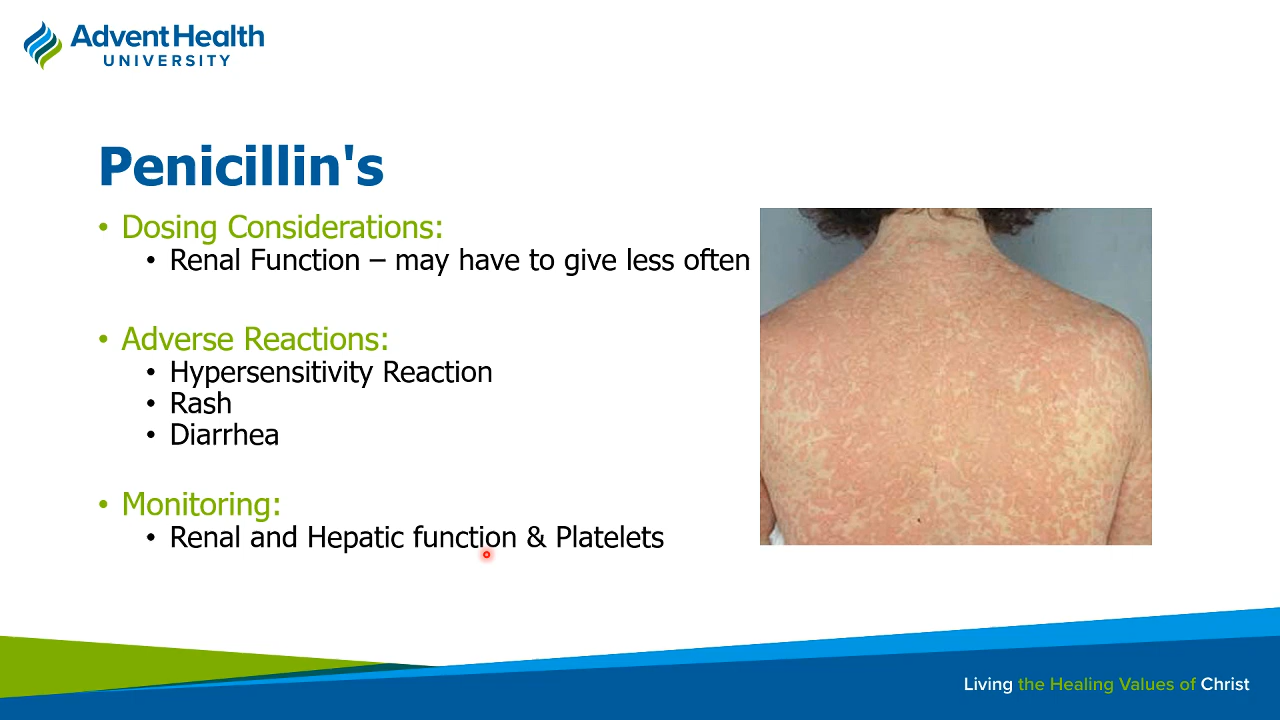 AdventHealth
UNIVERSITY
Penicillin's
• Dosing Considerations:
• Renal Function – may have to give less often
• Adverse Reactions:
• Hypersensitivity Reaction
• Rash
• Diarrhea
• Monitoring:
• Renal and Hepatic function & Platelets
Living the Healing Values of Christ